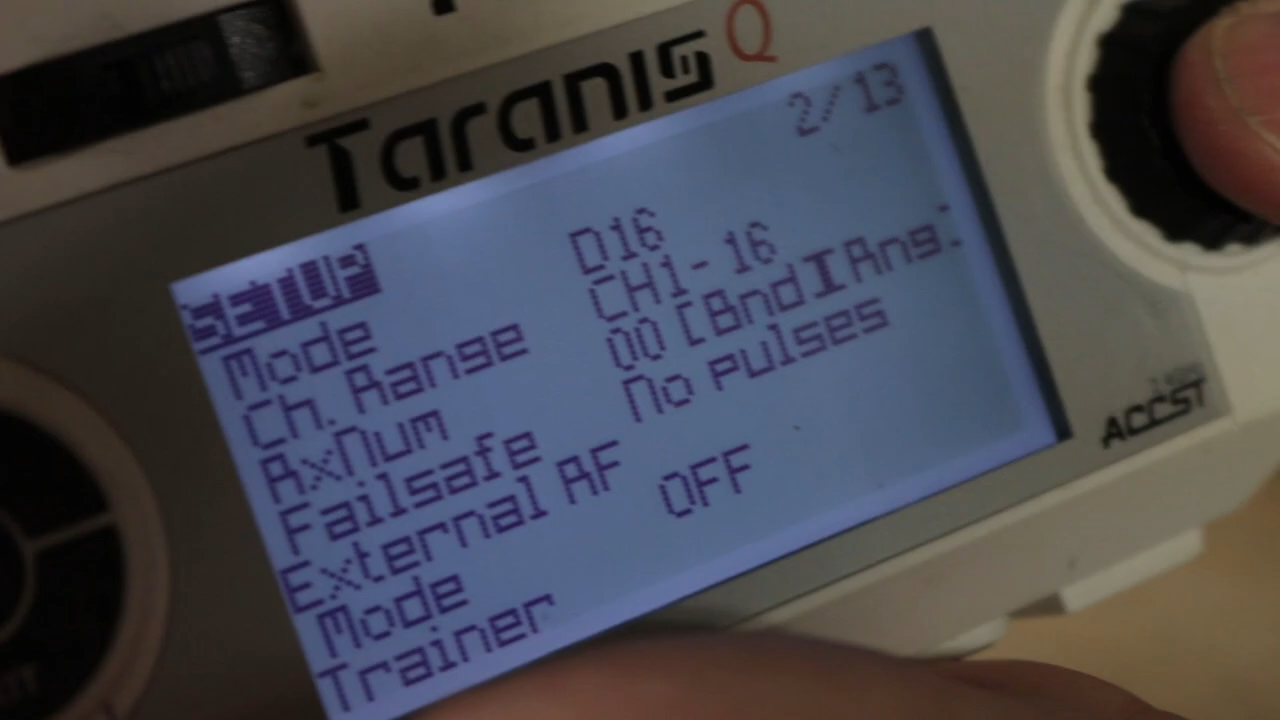 Taranis Q
SETUP 2/13
Mode D16
Ch. Range CH1-16
RxNum 00 [Bnd][Rng]
Failsafe No pulses
External RF
Mode OFF
Trainer
ACCST